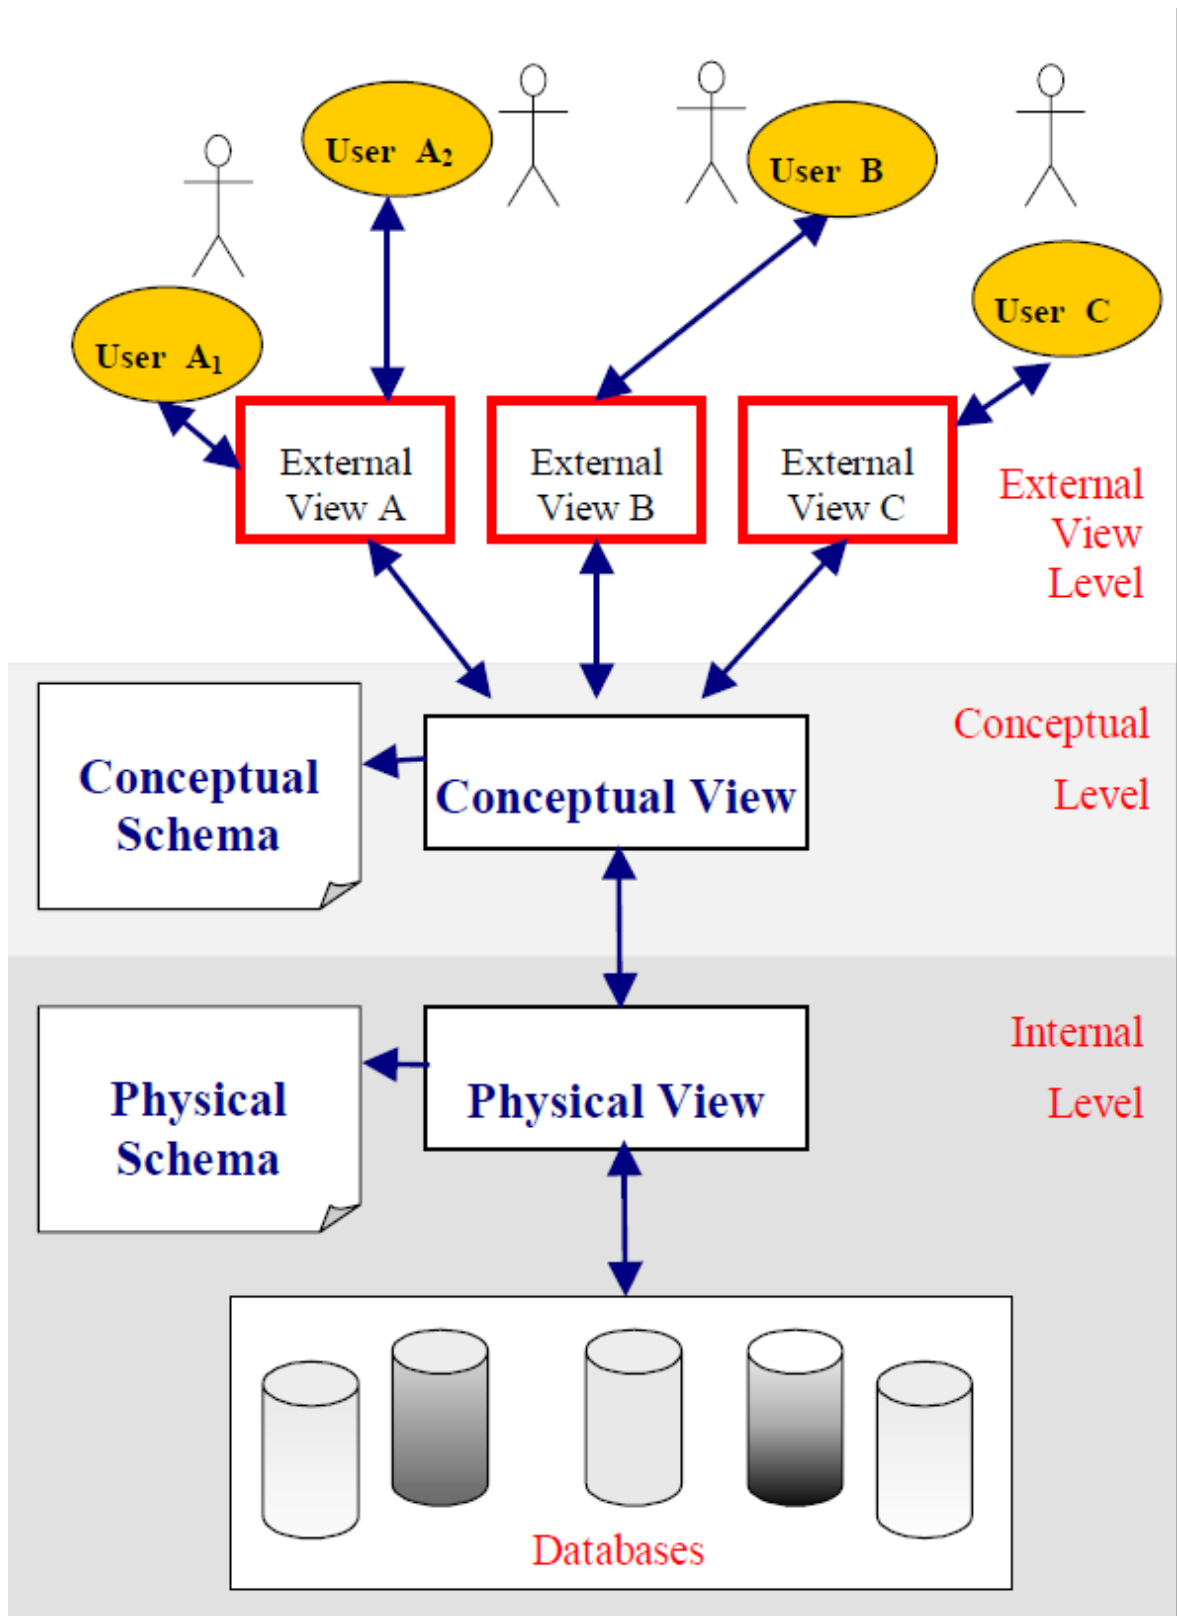 User A₂
User B
User C
User A₁
External
View A
External
View B
External
View C
External
View
Level
Conceptual
Schema
Conceptual View
Conceptual
Level
Physical
Schema
Physical View
Internal
Level
Databases